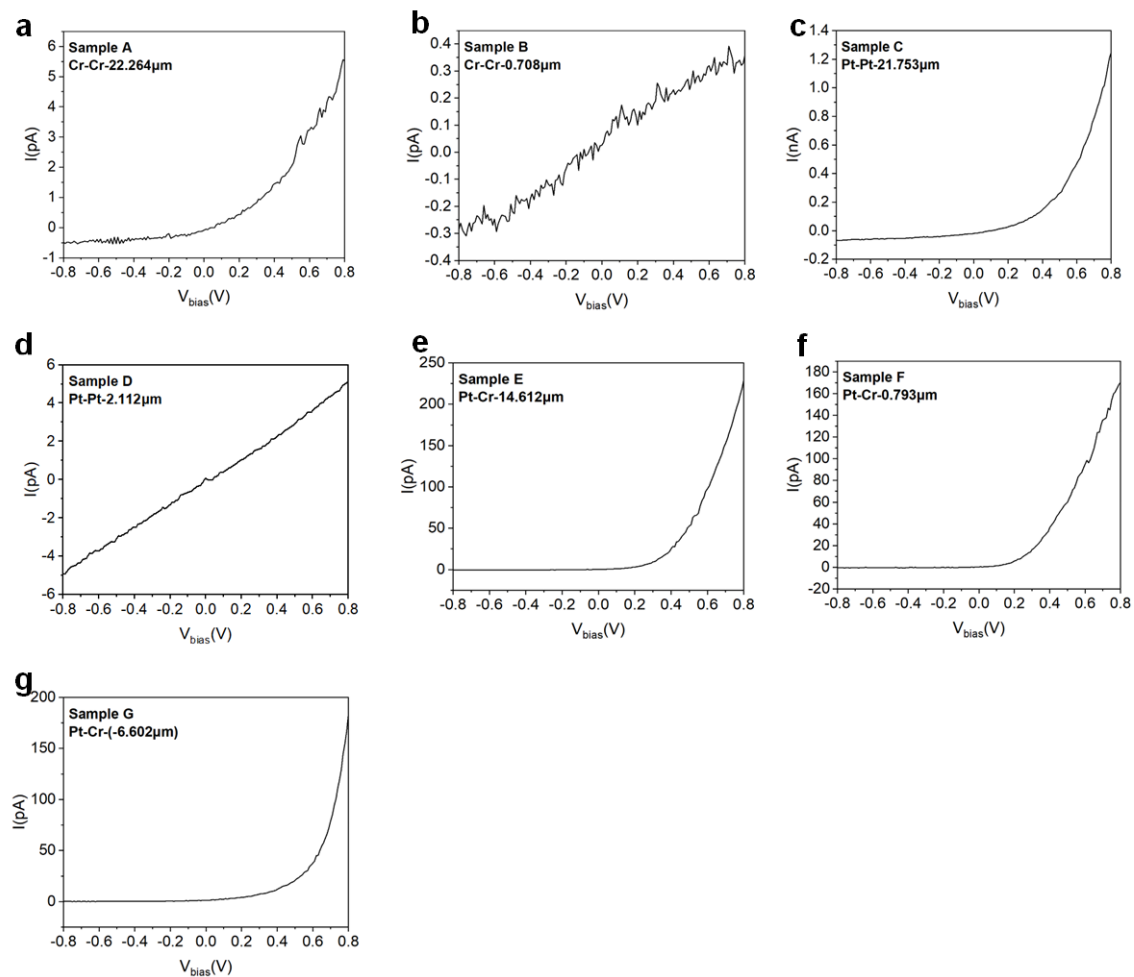 a
Sample A
Cr-Cr-22.264μm
6
5
4
3
2
1
0
-1
I(pA)
-0.8 -0.6 -0.4 -0.2 0.0 0.2 0.4 0.6 0.8
Vbias(V)
b
Sample B
Cr-Cr-0.708μm
0.4
0.3
0.2
0.1
0.0
-0.1
-0.2
-0.3
-0.4
I(pA)
-0.8 -0.6 -0.4 -0.2 0.0 0.2 0.4 0.6 0.8
Vbias(V)
c
Sample C
Pt-Pt-21.753μm
1.4
1.2
1.0
0.8
0.6
0.4
0.2
0.0
-0.2
I(nA)
-0.8 -0.6 -0.4 -0.2 0.0 0.2 0.4 0.6 0.8
Vbias(V)
d
Sample D
Pt-Pt-2.112μm
6
4
2
0
-2
-4
-6
I(pA)
-0.8 -0.6 -0.4 -0.2 0.0 0.2 0.4 0.6 0.8
Vbias(V)
e
Sample E
Pt-Cr-14.612μm
250
200
150
100
50
0
I(pA)
-0.8 -0.6 -0.4 -0.2 0.0 0.2 0.4 0.6 0.8
Vbias(V)
f
Sample F
Pt-Cr-0.793μm
180
160
140
120
100
80
60
40
20
0
-20
I(pA)
-0.8 -0.6 -0.4 -0.2 0.0 0.2 0.4 0.6 0.8
Vbias(V)
g
Sample G
Pt-Cr-(-6.602μm)
200
150
100
50
0
I(pA)
-0.8 -0.6 -0.4 -0.2 0.0 0.2 0.4 0.6 0.8
Vbias(V)